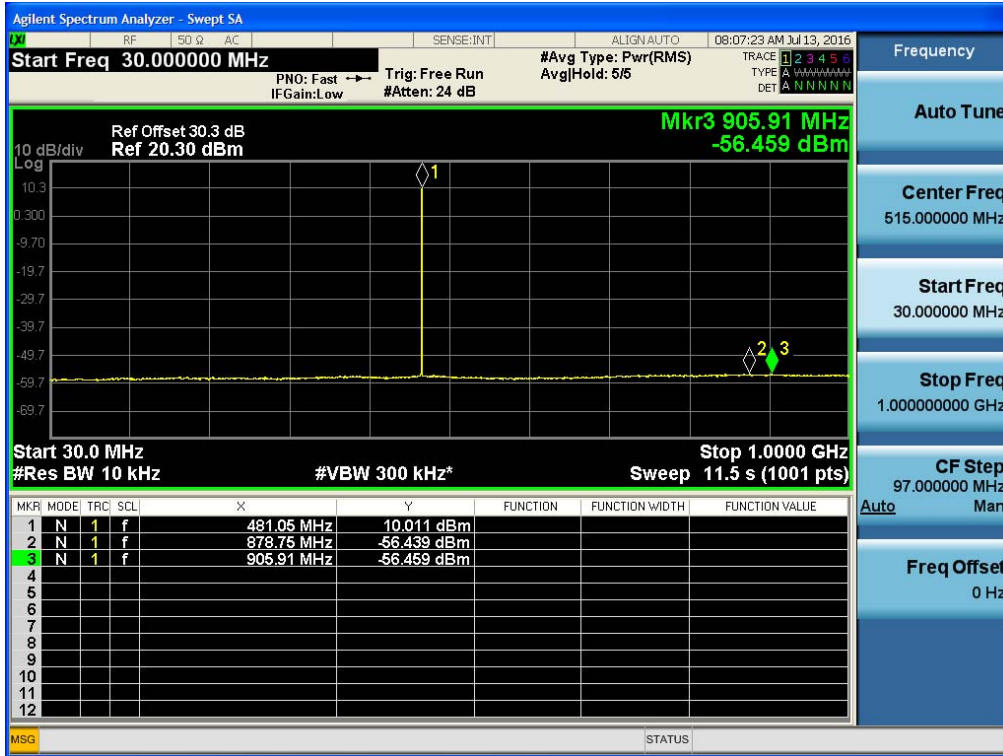 Agilent Spectrum Analyzer - Swept SA
LXI RF 50 Ω AC SENSE:INT ALIGN AUTO 08:07:23 AM Jul 13, 2016
Start Freq 30.000000 MHz
PNO: Fast
IFGain:Low
Trig: Free Run
#Atten: 24 dB
#Avg Type: Pwr(RMS)
Avg|Hold: 5/5
TRACE 1 2 3 4 5 6
TYPE A WWWWW
DET A N N N N N
Mkr3 905.91 MHz
-56.459 dBm
Ref Offset 30.3 dB
10 dB/div Ref 20.30 dBm
Log
10.3
0.300
-9.70
-19.7
-29.7
-39.7
-49.7
-59.7
-69.7
1
2
3
Start 30.0 MHz Stop 1.0000 GHz
#Res BW 10 kHz #VBW 300 kHz* Sweep 11.5 s (1001 pts)
MKR MODE TRC SCL X Y FUNCTION FUNCTION WIDTH FUNCTION VALUE
1 N 1 f 481.05 MHz 10.011 dBm
2 N 1 f 878.75 MHz -56.439 dBm
3 N 1 f 905.91 MHz -56.459 dBm
4
5
6
7
8
9
10
11
12
MSG STATUS
Frequency
Auto Tune
Center Freq
515.000000 MHz
Start Freq
30.000000 MHz
Stop Freq
1.000000000 GHz
CF Step
97.000000 MHz
Auto Man
Freq Offset
0 Hz